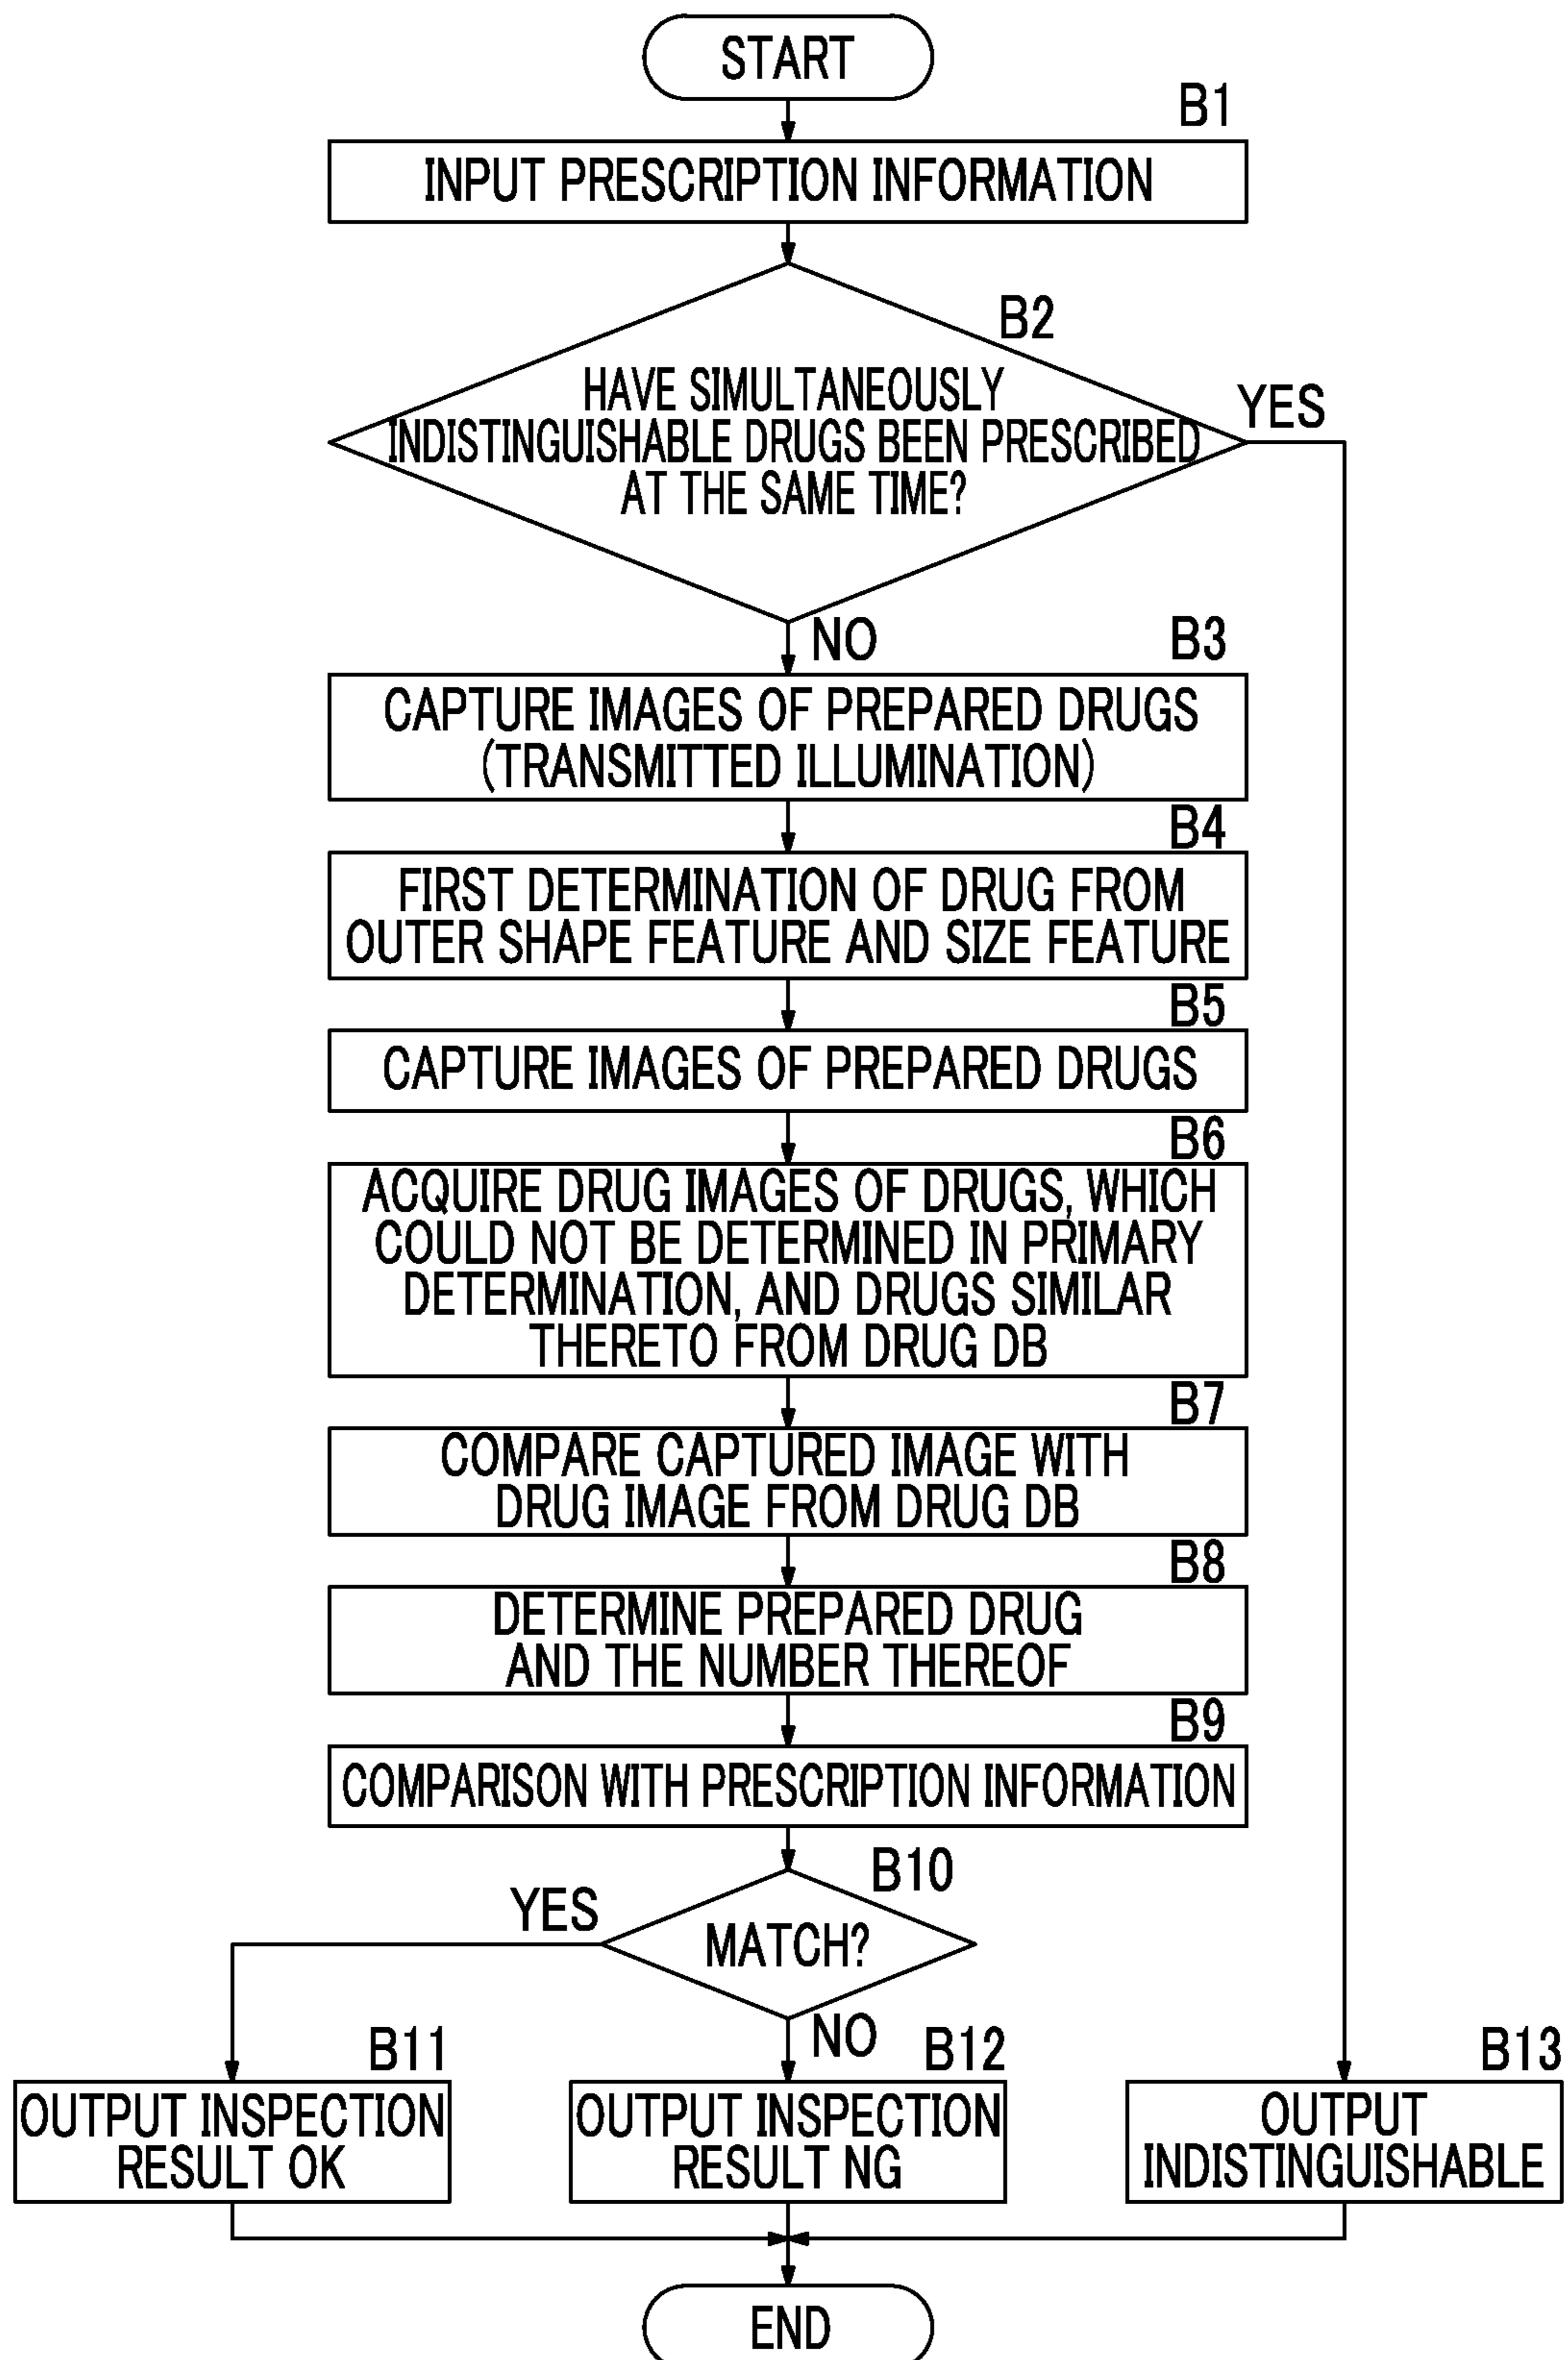 START
B1
INPUT PRESCRIPTION INFORMATION
B2
HAVE SIMULTANEOUSLY
INDISTINGUISHABLE DRUGS BEEN PRESCRIBED
AT THE SAME TIME?
YES
NO
B3
CAPTURE IMAGES OF PREPARED DRUGS
(TRANSMITTED ILLUMINATION)
B4
FIRST DETERMINATION OF DRUG FROM
OUTER SHAPE FEATURE AND SIZE FEATURE
B5
CAPTURE IMAGES OF PREPARED DRUGS
B6
ACQUIRE DRUG IMAGES OF DRUGS, WHICH
COULD NOT BE DETERMINED IN PRIMARY
DETERMINATION, AND DRUGS SIMILAR
THERETO FROM DRUG DB
B7
COMPARE CAPTURED IMAGE WITH
DRUG IMAGE FROM DRUG DB
B8
DETERMINE PREPARED DRUG
AND THE NUMBER THEREOF
B9
COMPARISON WITH PRESCRIPTION INFORMATION
B10
YES
MATCH?
NO
B11
OUTPUT INSPECTION
RESULT OK
B12
OUTPUT INSPECTION
RESULT NG
B13
OUTPUT
INDISTINGUISHABLE
END